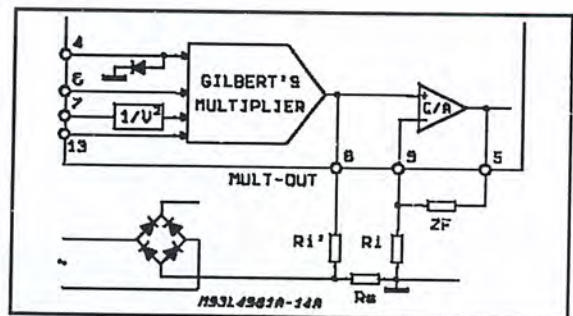 4
6
7
13
GILBERT'S
MULTIPLIER
1/V²
+
C/A
-
MULT-OUT
8
9
5
Ri'
Ri
ZF
Rs
~
M93L4981A-14A